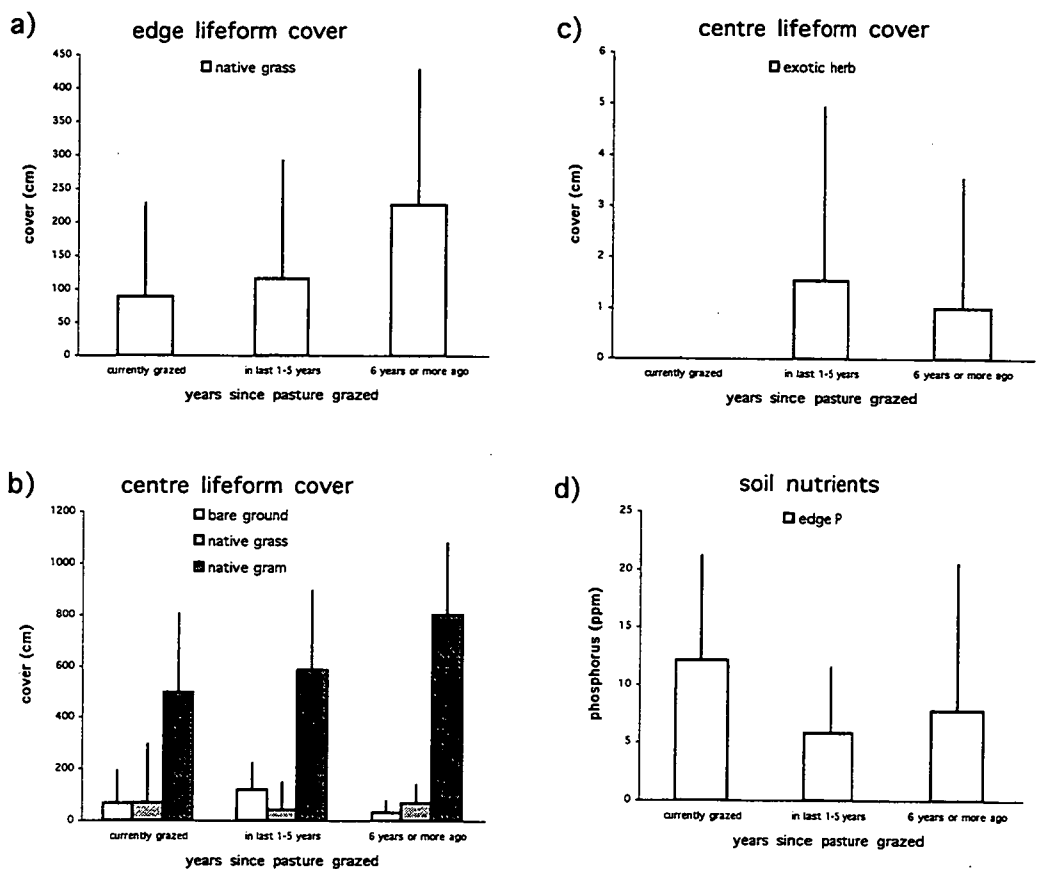 a)
edge lifeform cover
native grass
450
400
350
300
250
200
150
100
50
0
cover (cm)
currently grazed
in last 1-5 years
6 years or more ago
years since pasture grazed
c)
centre lifeform cover
exotic herb
6
5
4
3
2
1
0
cover (cm)
currently grazed
in last 1-5 years
6 years or more ago
years since pasture grazed
b)
centre lifeform cover
bare ground
native grass
native gram
1200
1000
800
600
400
200
0
cover (cm)
currently grazed
in last 1-5 years
6 years or more ago
years since pasture grazed
d)
soil nutrients
edge P
25
20
15
10
5
0
phosphorus (ppm)
currently grazed
in last 1-5 years
6 years or more ago
years since pasture grazed